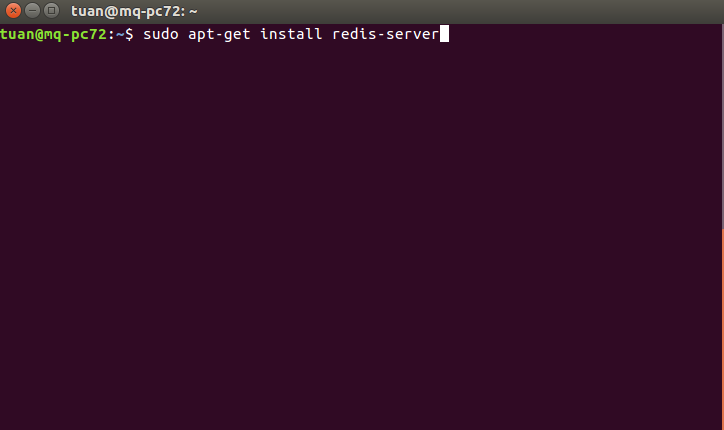 tuan@mq-pc72: ~
tuan@mq-pc72:~$ sudo apt-get install redis-server